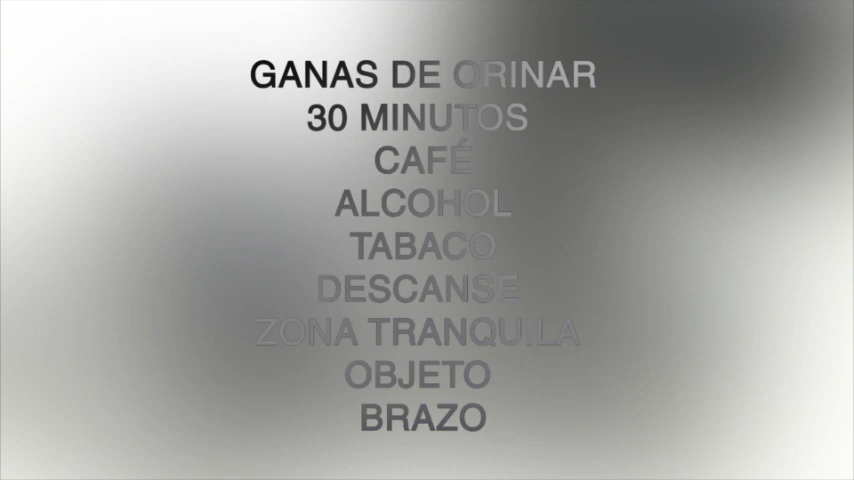 GANAS DE ORINAR
30 MINUTOS
CAFÉ
ALCOHOL
TABACO
DESCANSE
ZONA TRANQUILA
OBJETO
BRAZO